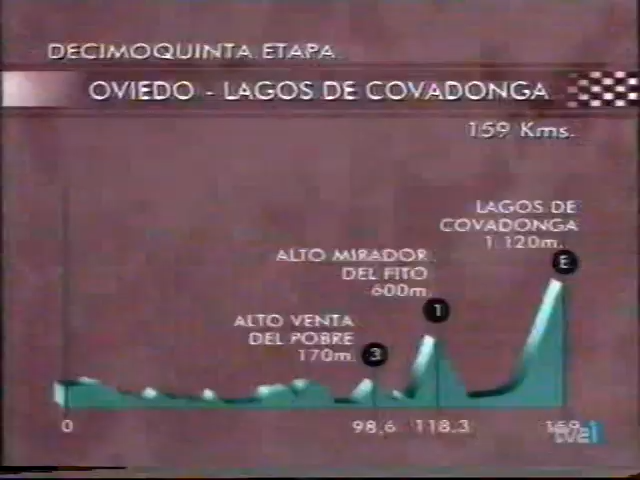 DECIMOQUINTA ETAPA
OVIEDO - LAGOS DE COVADONGA
159 Kms.
LAGOS DE
COVADONGA
1.120m.
E
ALTO MIRADOR
DEL FITO
600m.
1
ALTO VENTA
DEL POBRE
170m.
3
0
98,6
118.3
159
tve1